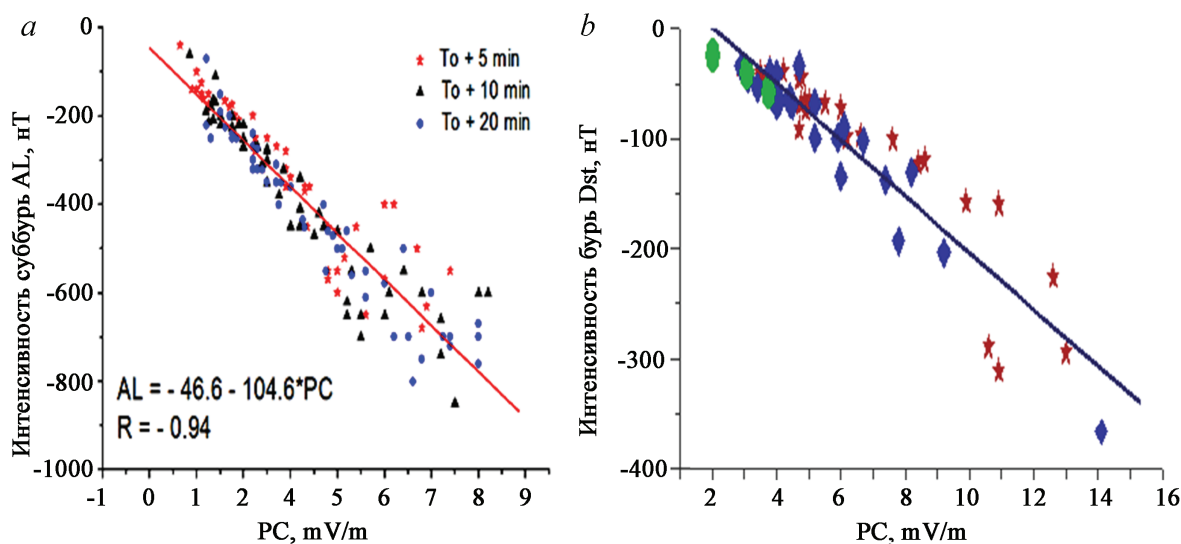 a
Интенсивность суббурь AL, нТ
0
-200
-400
-600
-800
-1000
-1 0 1 2 3 4 5 6 7 8 9
PC, mV/m
To + 5 min
To + 10 min
To + 20 min
AL = - 46.6 - 104.6*PC
R = - 0.94
b
Интенсивность бурь Dst, нТ
0
-100
-200
-300
-400
2 4 6 8 10 12 14 16
PC, mV/m